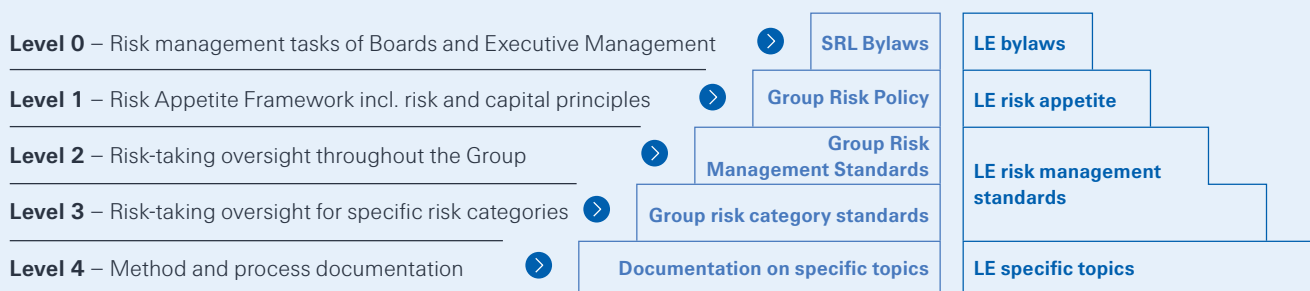 Level 0 – Risk management tasks of Boards and Executive Management
SRL Bylaws
LE bylaws
Level 1 – Risk Appetite Framework incl. risk and capital principles
Group Risk Policy
LE risk appetite
Level 2 – Risk-taking oversight throughout the Group
Group Risk
Management Standards
LE risk management
standards
Level 3 – Risk-taking oversight for specific risk categories
Group risk category standards
Level 4 – Method and process documentation
Documentation on specific topics
LE specific topics